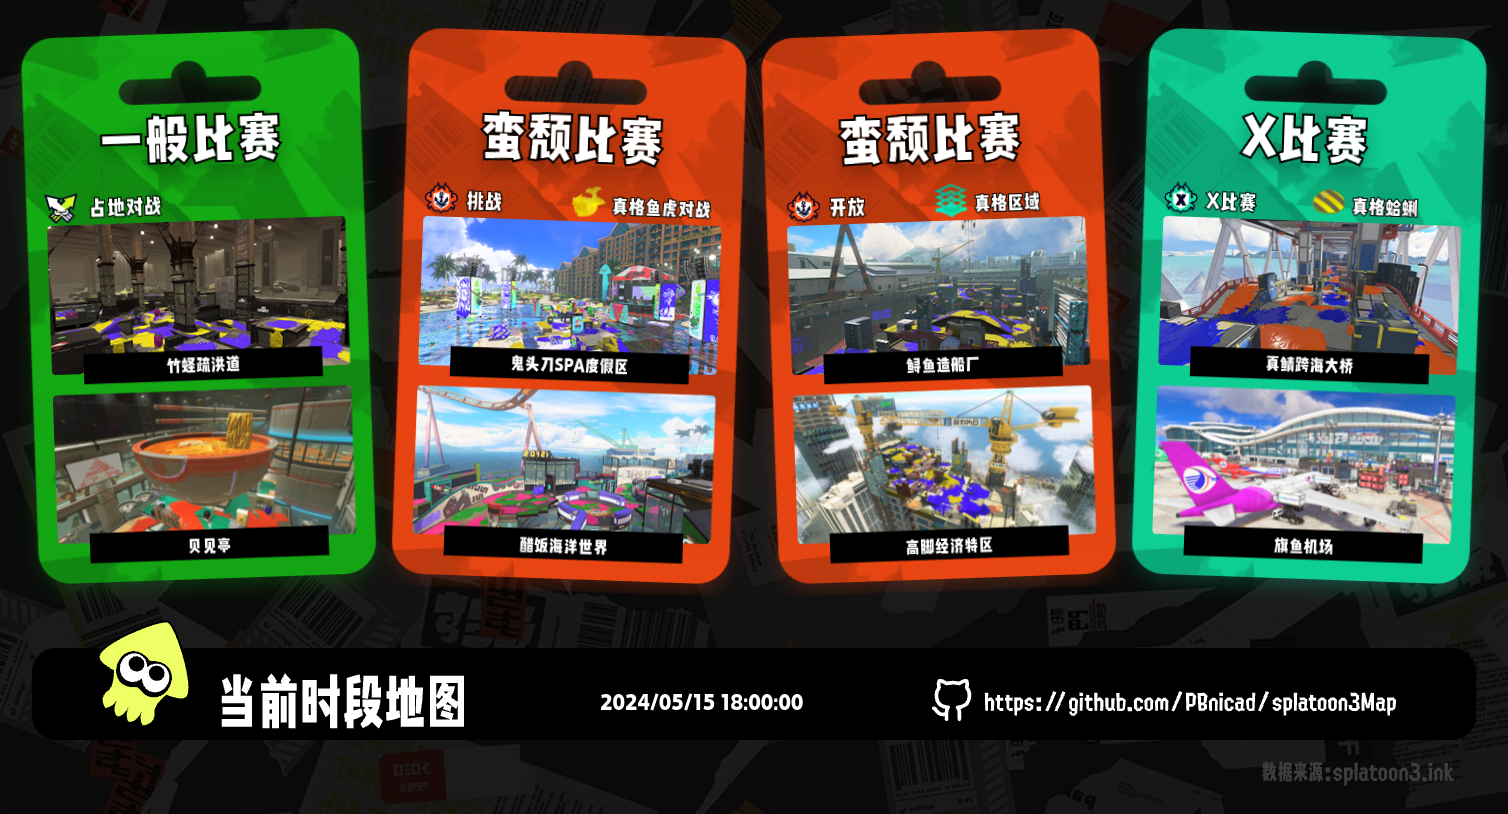 一般比赛
占地对战
竹蛏疏洪道
贝见亭
蛮颓比赛
挑战
真格鱼虎对战
鬼头刀SPA度假区
醋饭海洋世界
蛮颓比赛
开放
真格区域
鲟鱼造船厂
高脚经济特区
X比赛
X比赛
真格蛤蜊
真鲭跨海大桥
旗鱼机场
当前时段地图
2024/05/15 18:00:00
https://github.com/PBnicad/splatoon3Map
数据来源:splatoon3.ink